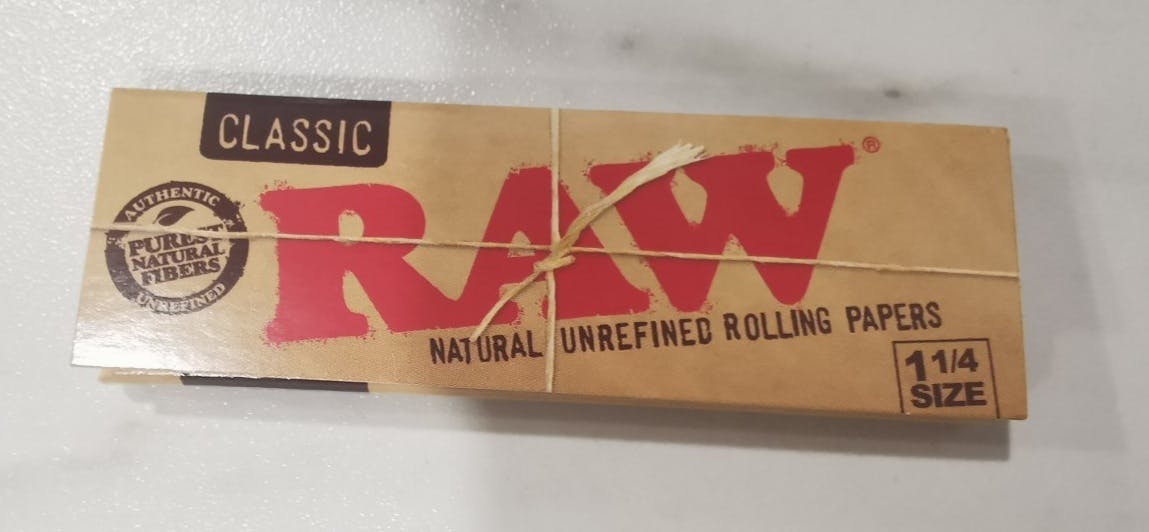 CLASSIC
RAW®
AUTHENTIC
PUREST
NATURAL
FIBERS
UNREFINED
NATURAL UNREFINED ROLLING PAPERS
1 1/4
SIZE